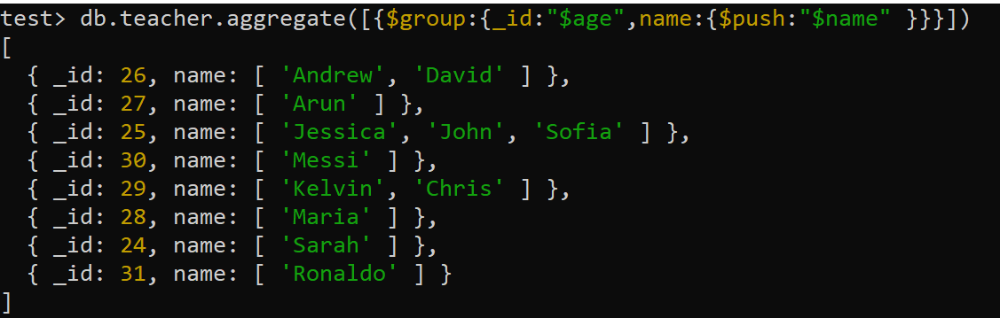 test> db.teacher.aggregate([{$group:{_id:"$age",name:{$push:"$name" }}}])
[
  { _id: 26, name: [ 'Andrew', 'David' ] },
  { _id: 27, name: [ 'Arun' ] },
  { _id: 25, name: [ 'Jessica', 'John', 'Sofia' ] },
  { _id: 30, name: [ 'Messi' ] },
  { _id: 29, name: [ 'Kelvin', 'Chris' ] },
  { _id: 28, name: [ 'Maria' ] },
  { _id: 24, name: [ 'Sarah' ] },
  { _id: 31, name: [ 'Ronaldo' ] }
]